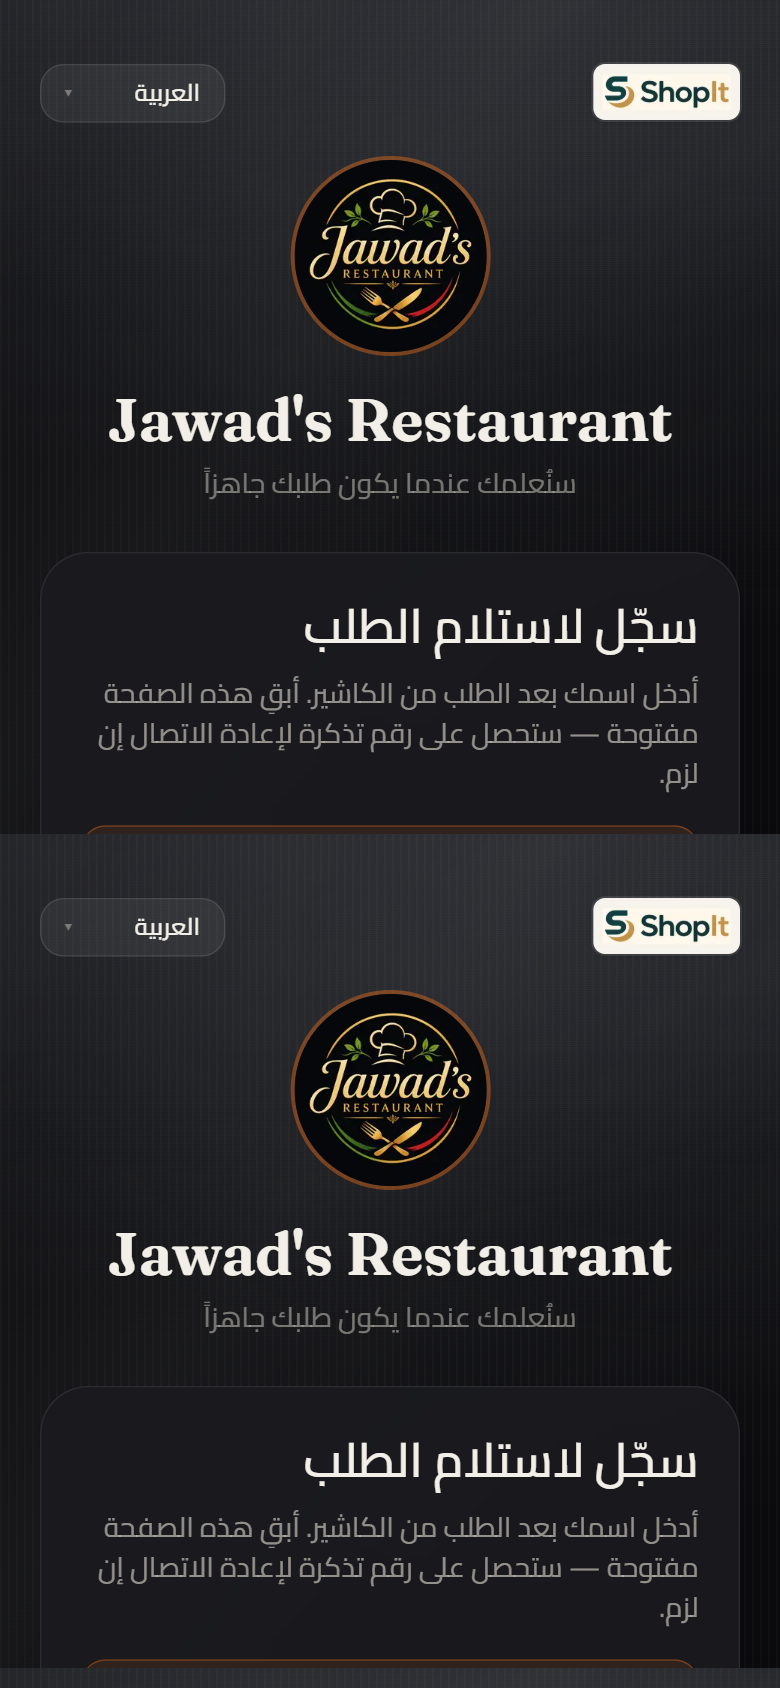 العربية
ShopIt
Jawad's
RESTAURANT
Jawad's Restaurant
سنُعلمك عندما يكون طلبك جاهزاً
سجّل لاستلام الطلب
أدخل اسمك بعد الطلب من الكاشير. أبقِ هذه الصفحة
مفتوحة — ستحصل على رقم تذكرة لإعادة الاتصال إن
لزم.
العربية
ShopIt
Jawad's
RESTAURANT
Jawad's Restaurant
سنُعلمك عندما يكون طلبك جاهزاً
سجّل لاستلام الطلب
أدخل اسمك بعد الطلب من الكاشير. أبقِ هذه الصفحة
مفتوحة — ستحصل على رقم تذكرة لإعادة الاتصال إن
لزم.